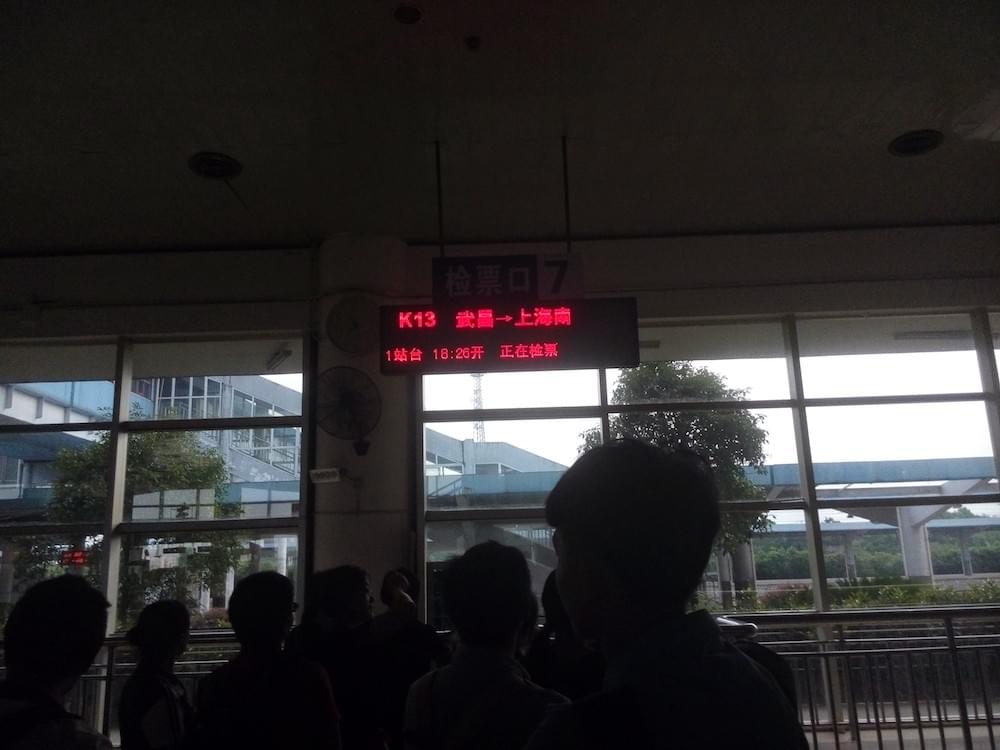 检票口 7
K13 武昌→上海南
1站台 18:26开 正在检票